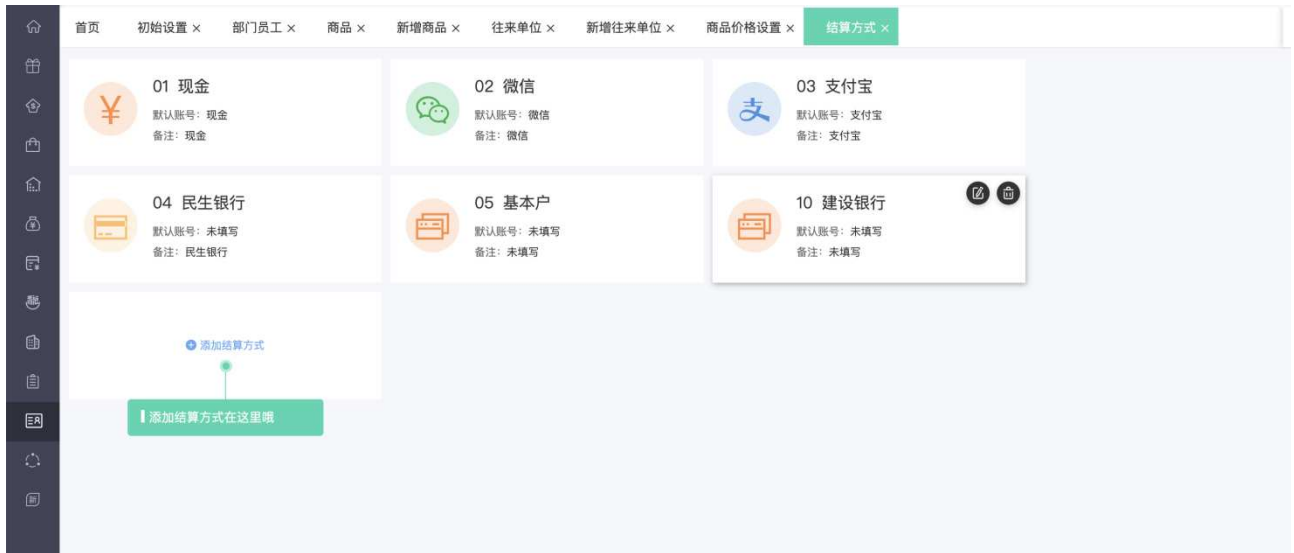 首页 初始设置 × 部门员工 × 商品 × 新增商品 × 往来单位 × 新增往来单位 × 商品价格设置 × 结算方式 ×
01 现金
默认账号：现金
备注：现金
02 微信
默认账号：微信
备注：微信
03 支付宝
默认账号：支付宝
备注：支付宝
04 民生银行
默认账号：未填写
备注：民生银行
05 基本户
默认账号：未填写
备注：未填写
10 建设银行
默认账号：未填写
备注：未填写
添加结算方式
添加结算方式在这里哦